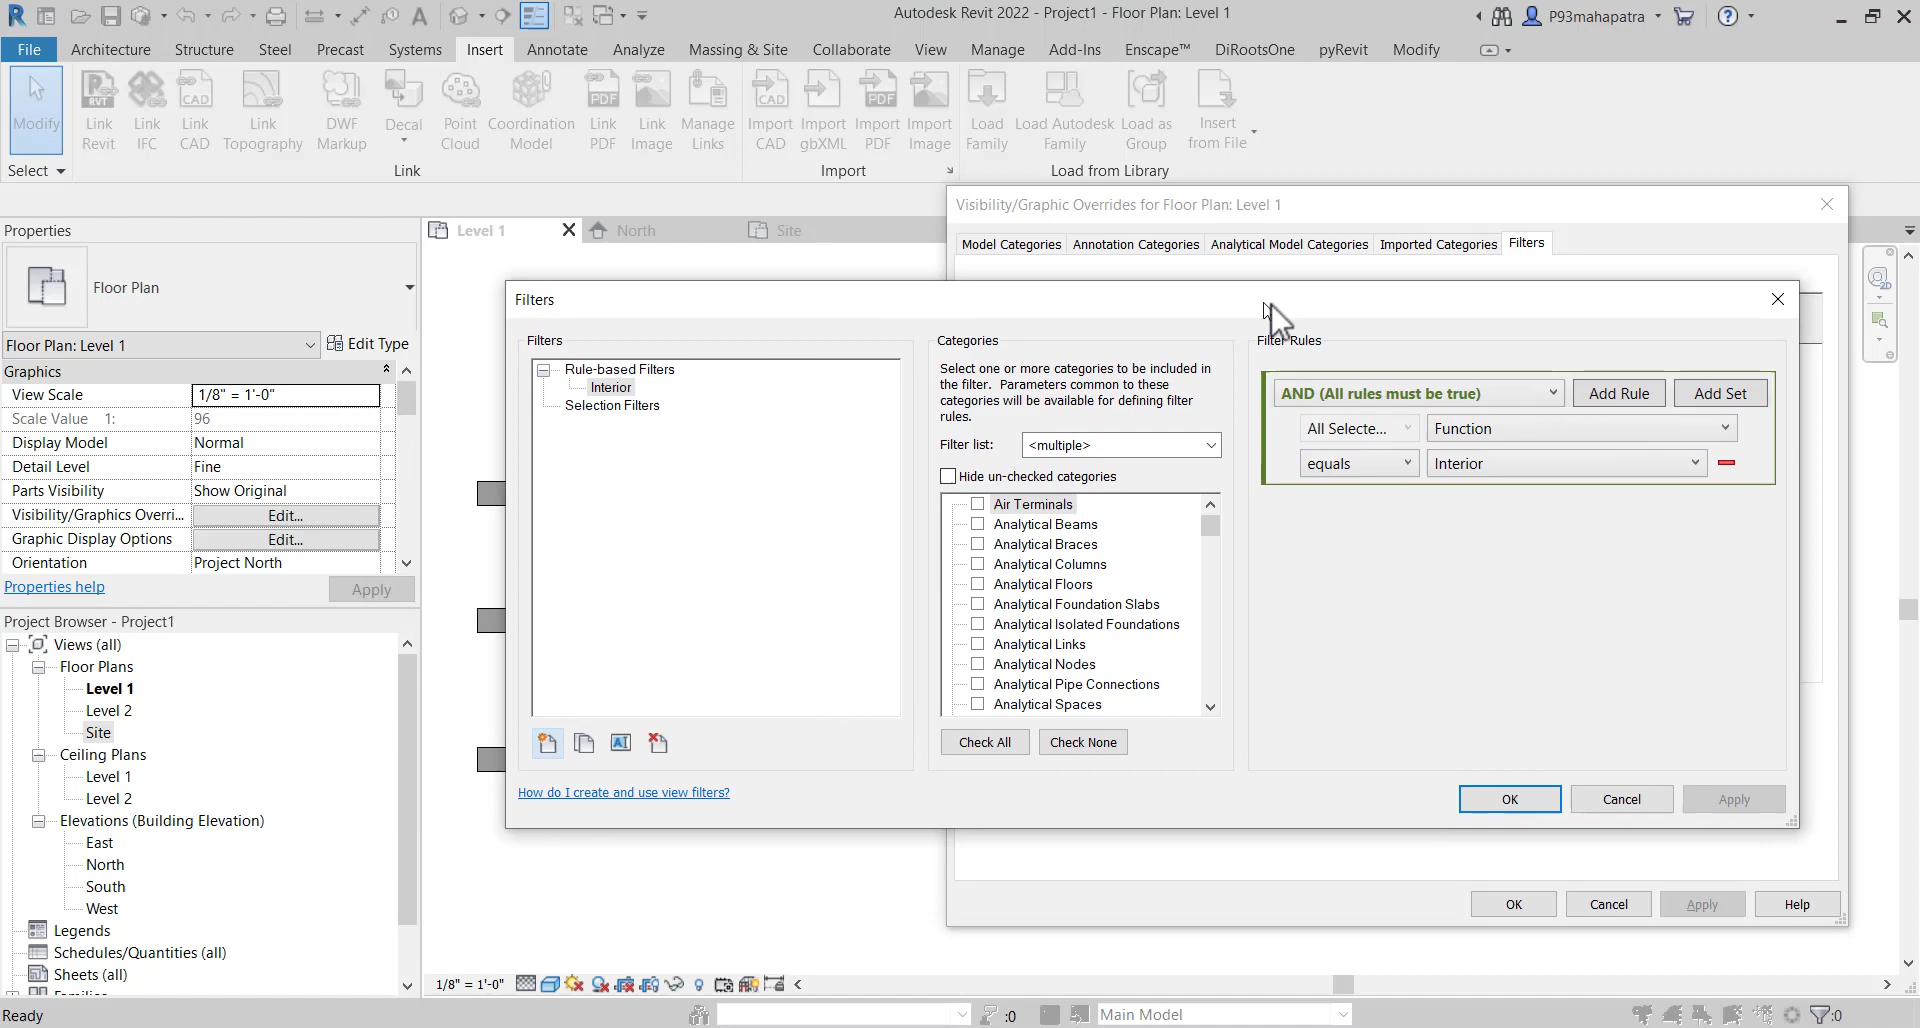 Autodesk Revit 2022 - Project1 - Floor Plan: Level 1
P93mahapatra
File Architecture Structure Steel Precast Systems Insert Annotate Analyze Massing & Site Collaborate View Manage Add-Ins Enscape™ DiRootsOne pyRevit Modify
Modify
Link Revit
Link IFC
Link CAD
Link Topography
DWF Markup
Decal
Point Cloud
Coordination Model
Link PDF
Link Image
Manage Links
Import CAD
Import gbXML
Import PDF
Import Image
Load Family
Load Autodesk Family
Load as Group
Insert from File
Select
Link
Import
Load from Library
Properties
Floor Plan
Floor Plan: Level 1
Edit Type
Graphics
View Scale 1/8" = 1'-0"
Scale Value 1: 96
Display Model Normal
Detail Level Fine
Parts Visibility Show Original
Visibility/Graphics Overri... Edit...
Graphic Display Options Edit...
Orientation Project North
Properties help
Apply
Project Browser - Project1
Views (all)
Floor Plans
Level 1
Level 2
Site
Ceiling Plans
Level 1
Level 2
Elevations (Building Elevation)
East
North
South
West
Legends
Schedules/Quantities (all)
Sheets (all)
Level 1
North
Site
Visibility/Graphic Overrides for Floor Plan: Level 1
Model Categories Annotation Categories Analytical Model Categories Imported Categories Filters
Filters
Filters
Rule-based Filters
Interior
Selection Filters
How do I create and use view filters?
Categories
Select one or more categories to be included in
the filter. Parameters common to these
categories will be available for defining filter
rules.
Filter list: <multiple>
Hide un-checked categories
Air Terminals
Analytical Beams
Analytical Braces
Analytical Columns
Analytical Floors
Analytical Foundation Slabs
Analytical Isolated Foundations
Analytical Links
Analytical Nodes
Analytical Pipe Connections
Analytical Spaces
Check All
Check None
Filter Rules
AND (All rules must be true)
Add Rule
Add Set
All Selecte... Function
equals Interior
OK
Cancel
Apply
OK
Cancel
Apply
Help
2D
1/8" = 1'-0"
Ready
:0
Main Model
:0